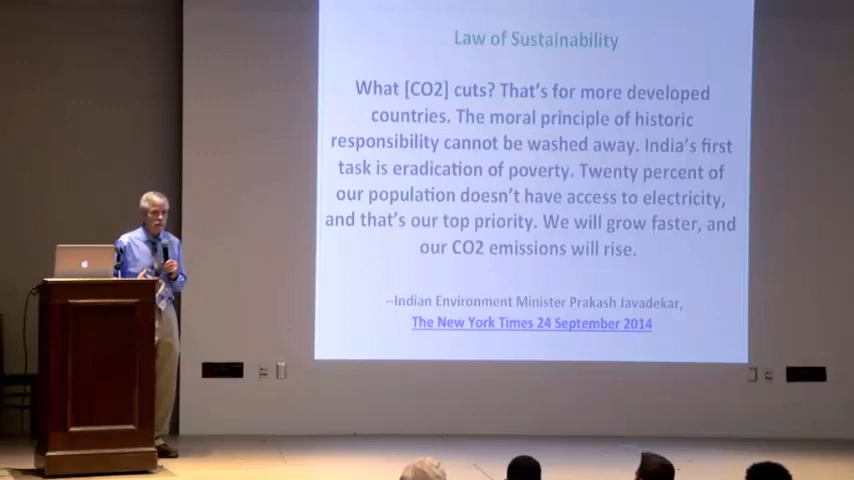 Law of Sustainability
What [CO2] cuts? That's for more developed
countries. The moral principle of historic
responsibility cannot be washed away. India's first
task is eradication of poverty. Twenty percent of
our population doesn't have access to electricity,
and that's our top priority. We will grow faster, and
our CO2 emissions will rise.
--Indian Environment Minister Prakash Javadekar,
The New York Times 24 September 2014